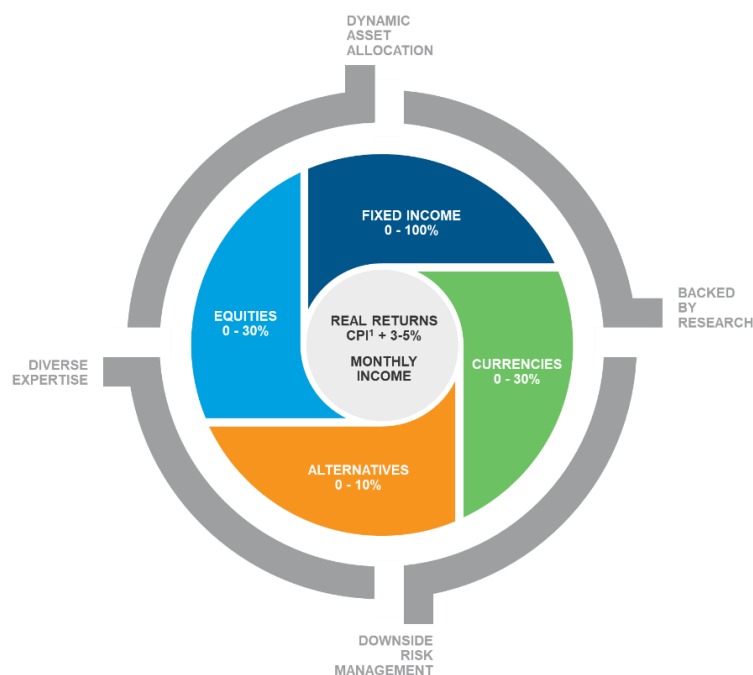 DYNAMIC
ASSET
ALLOCATION
FIXED INCOME
0 - 100%
EQUITIES
0 - 30%
REAL RETURNS
CPI¹ + 3-5%
MONTHLY
INCOME
CURRENCIES
0 - 30%
BACKED
BY
RESEARCH
DIVERSE
EXPERTISE
ALTERNATIVES
0 - 10%
DOWNSIDE
RISK
MANAGEMENT